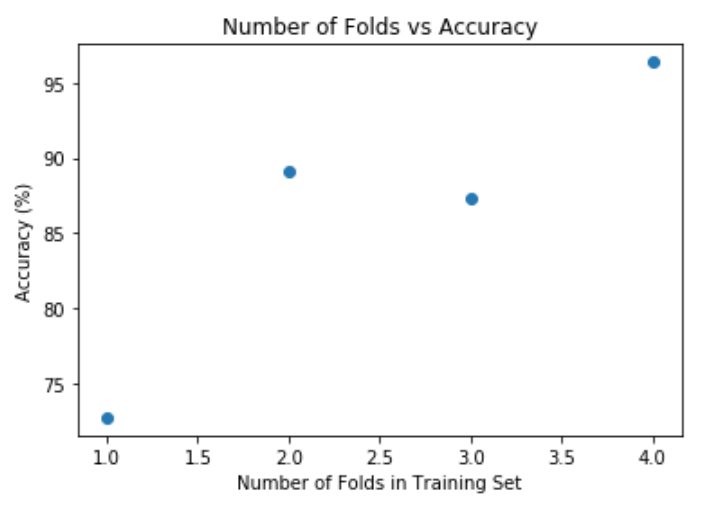 Number of Folds vs Accuracy
95
90
85
80
75
Accuracy (%)
1.0 1.5 2.0 2.5 3.0 3.5 4.0
Number of Folds in Training Set